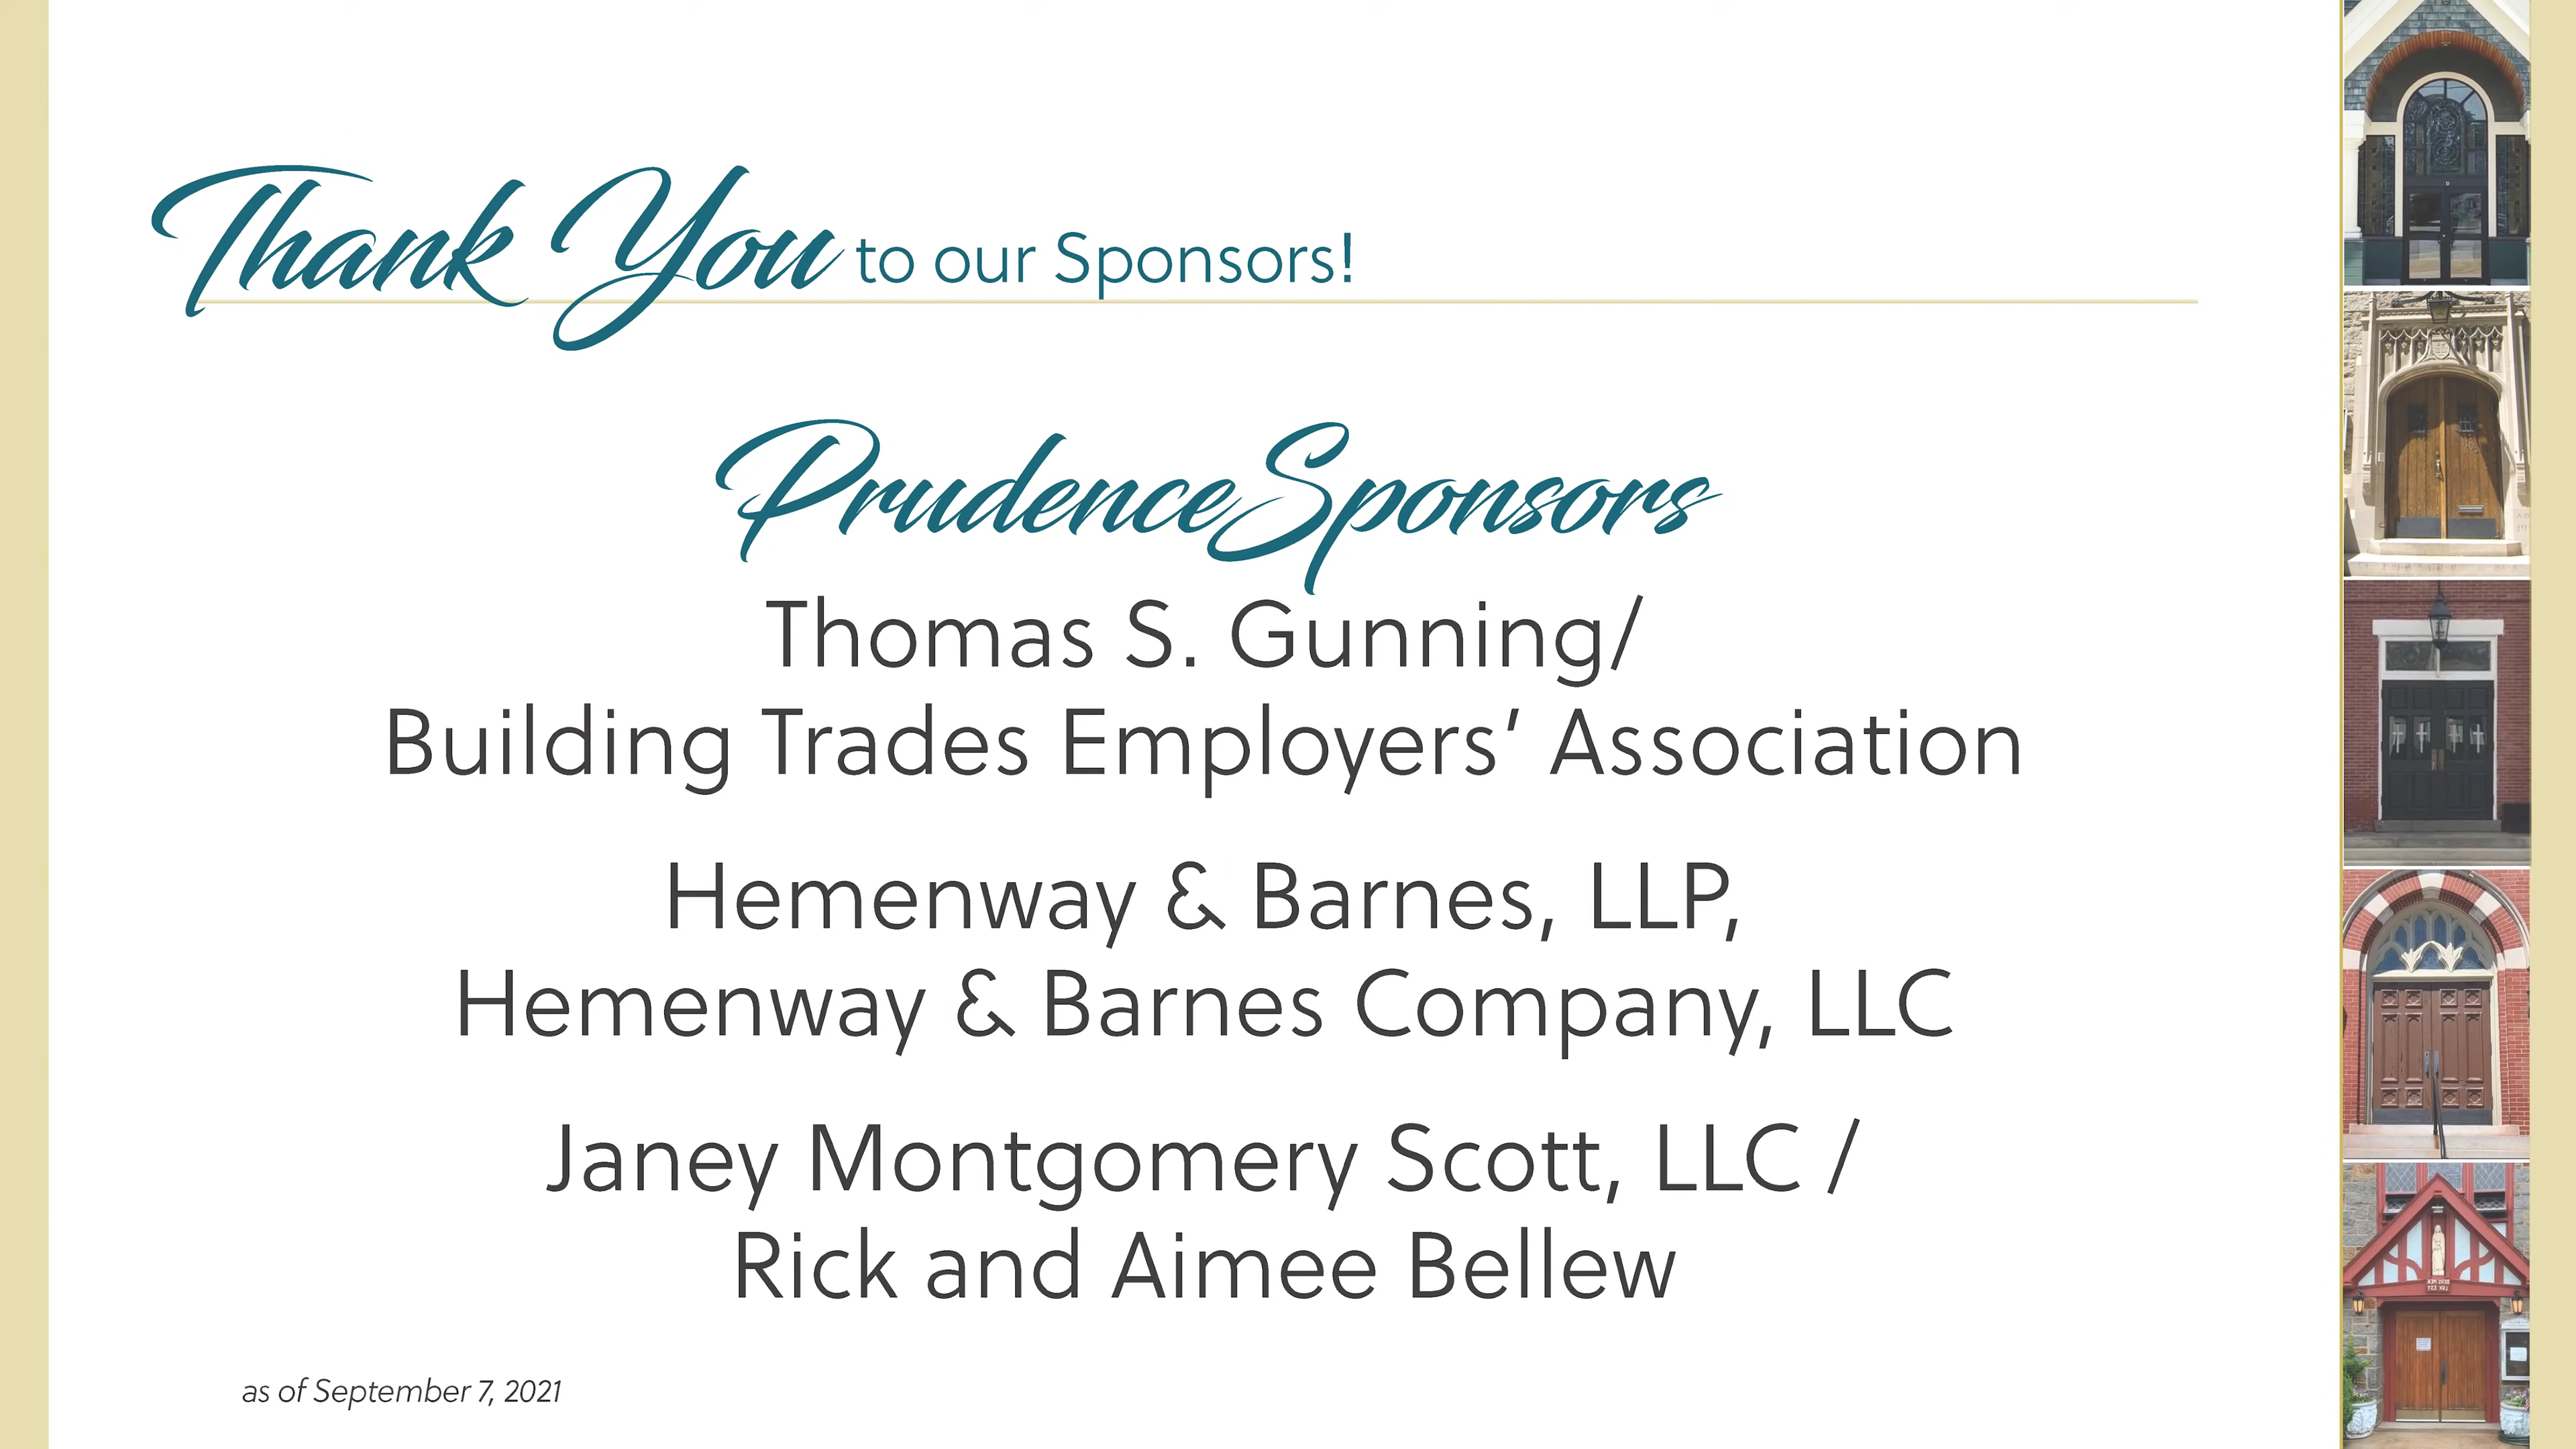 Thank You to our Sponsors!
Prudence Sponsors
Thomas S. Gunning/
Building Trades Employers’ Association
Hemenway & Barnes, LLP,
Hemenway & Barnes Company, LLC
Janey Montgomery Scott, LLC /
Rick and Aimee Bellew
as of September 7, 2021